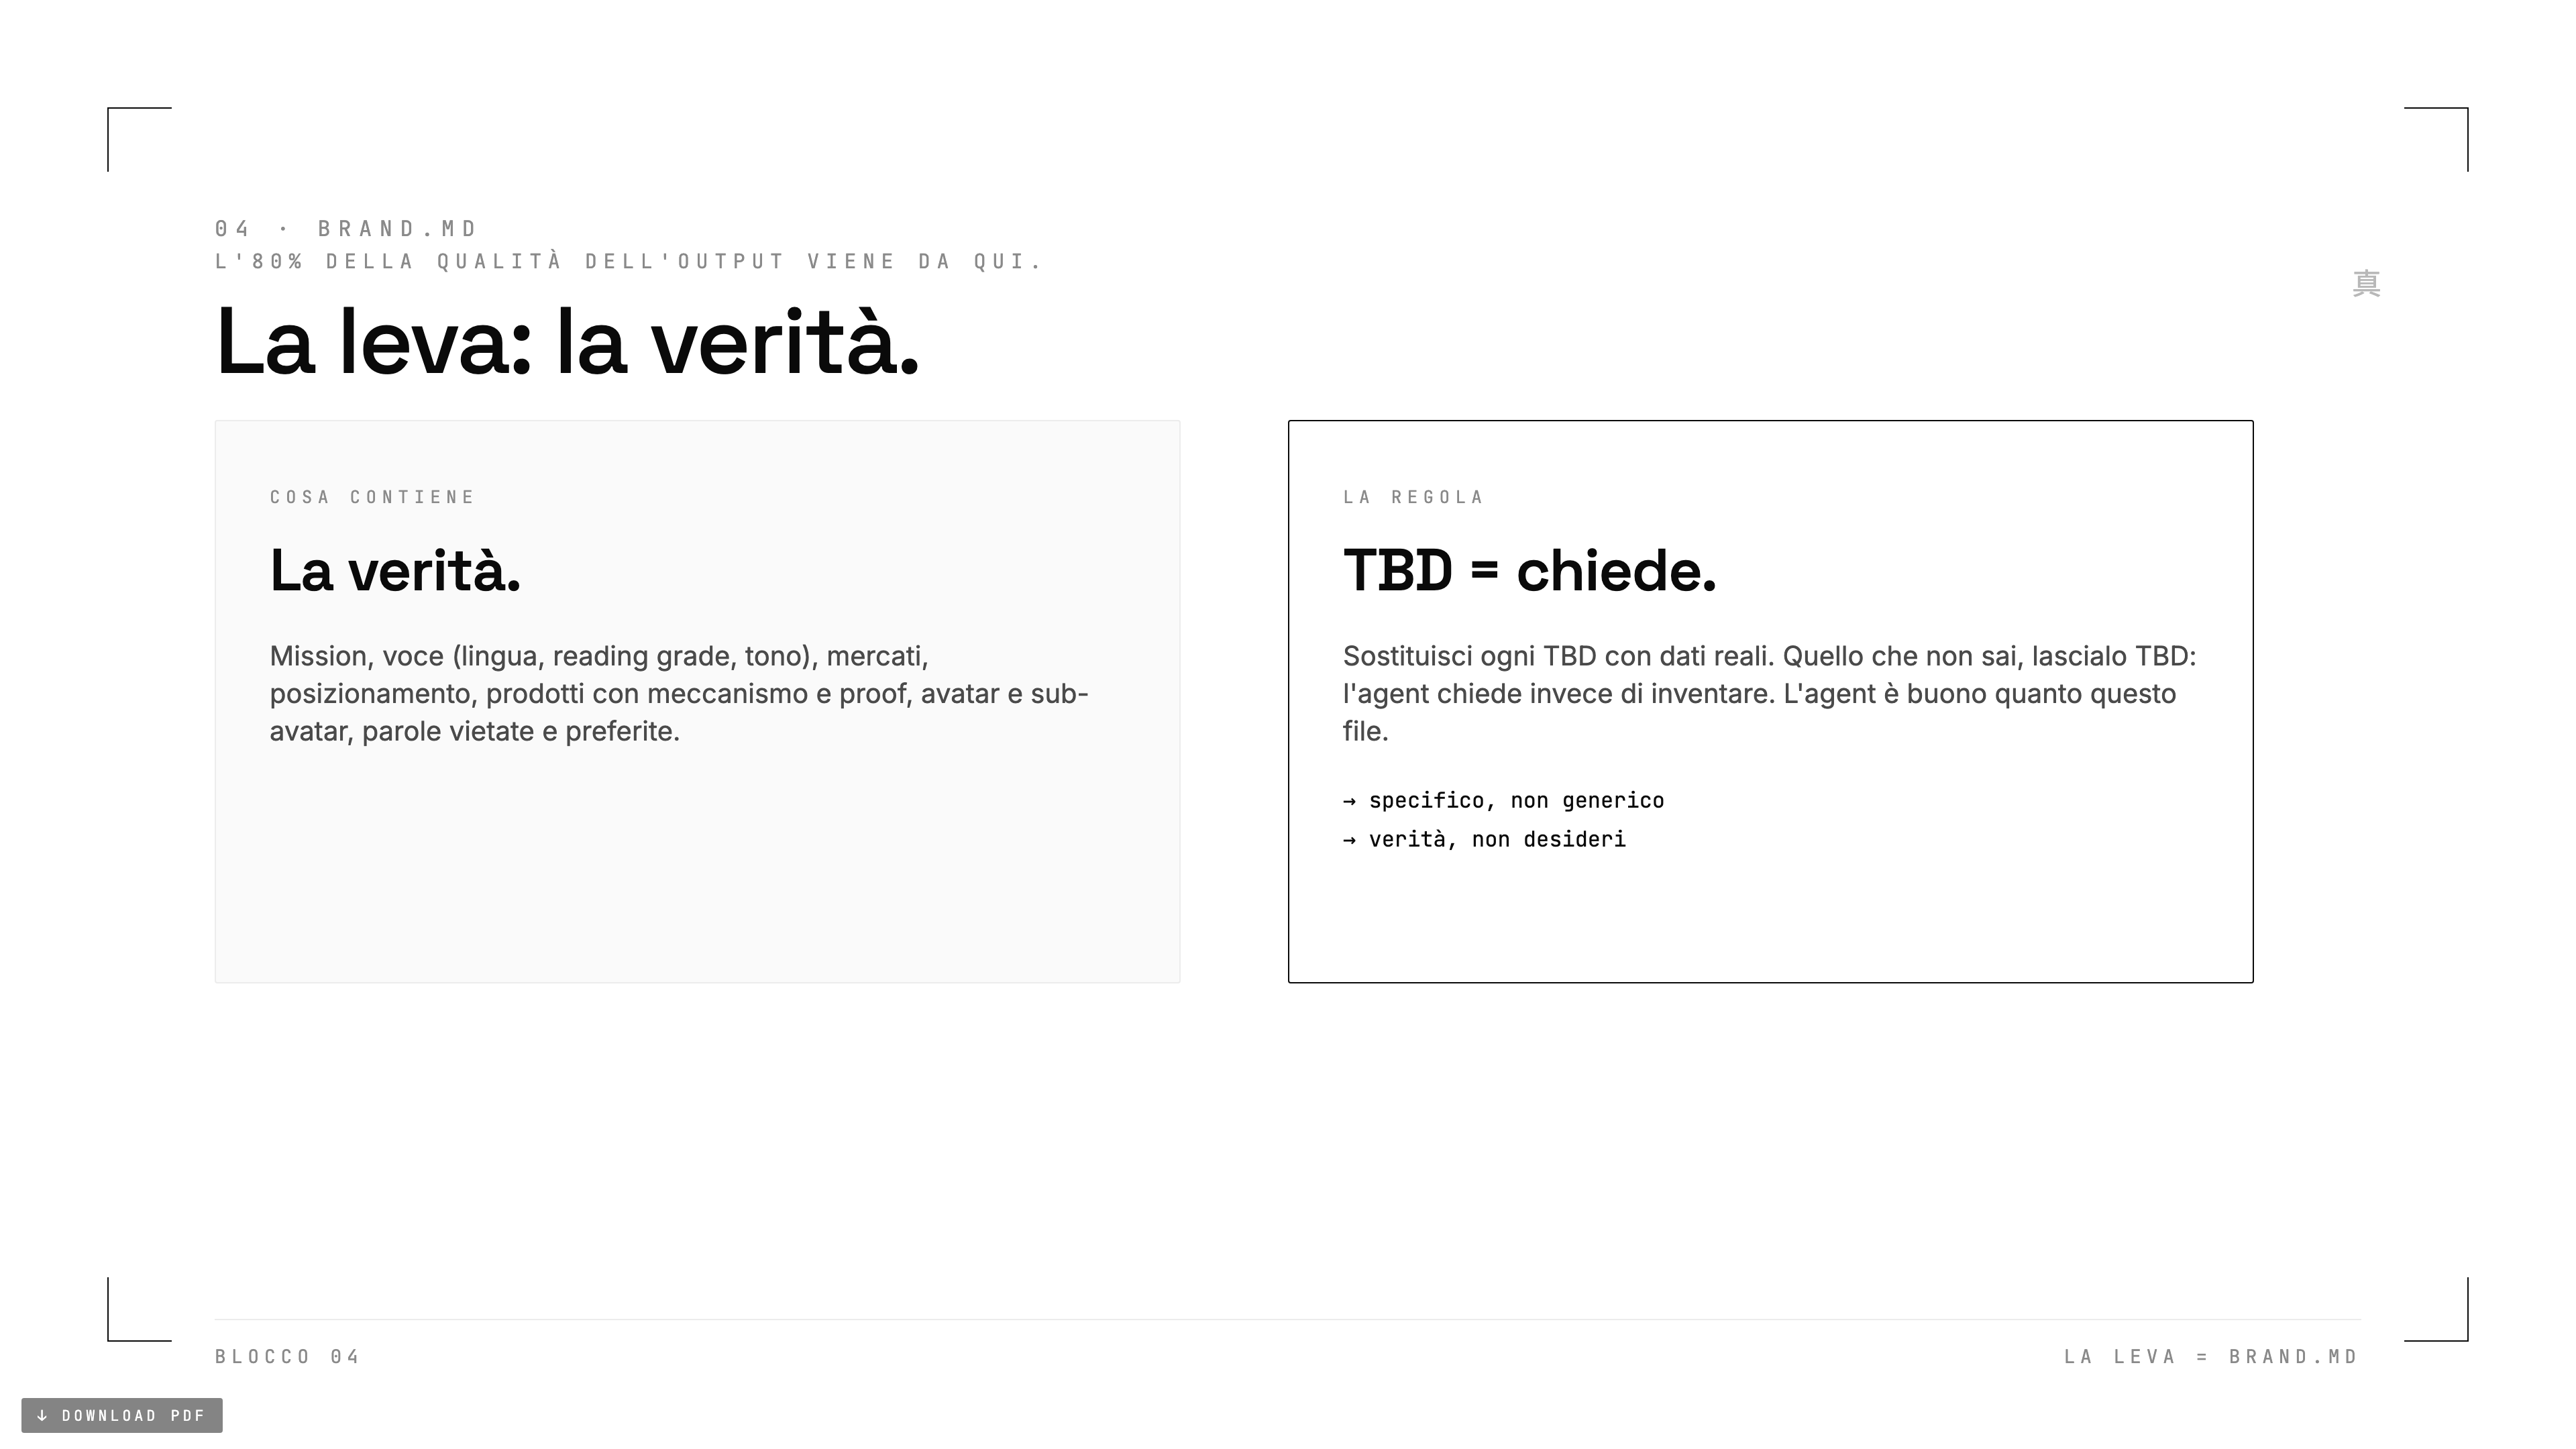 04 · BRAND.MD
L'80% DELLA QUALITÀ DELL'OUTPUT VIENE DA QUI.
真
La leva: la verità.
COSA CONTIENE
La verità.
Mission, voce (lingua, reading grade, tono), mercati,
posizionamento, prodotti con meccanismo e proof, avatar e sub-
avatar, parole vietate e preferite.
LA REGOLA
TBD = chiede.
Sostituisci ogni TBD con dati reali. Quello che non sai, lascialo TBD:
l'agent chiede invece di inventare. L'agent è buono quanto questo
file.
→ specifico, non generico
→ verità, non desideri
BLOCCO 04
LA LEVA = BRAND.MD
↓ DOWNLOAD PDF